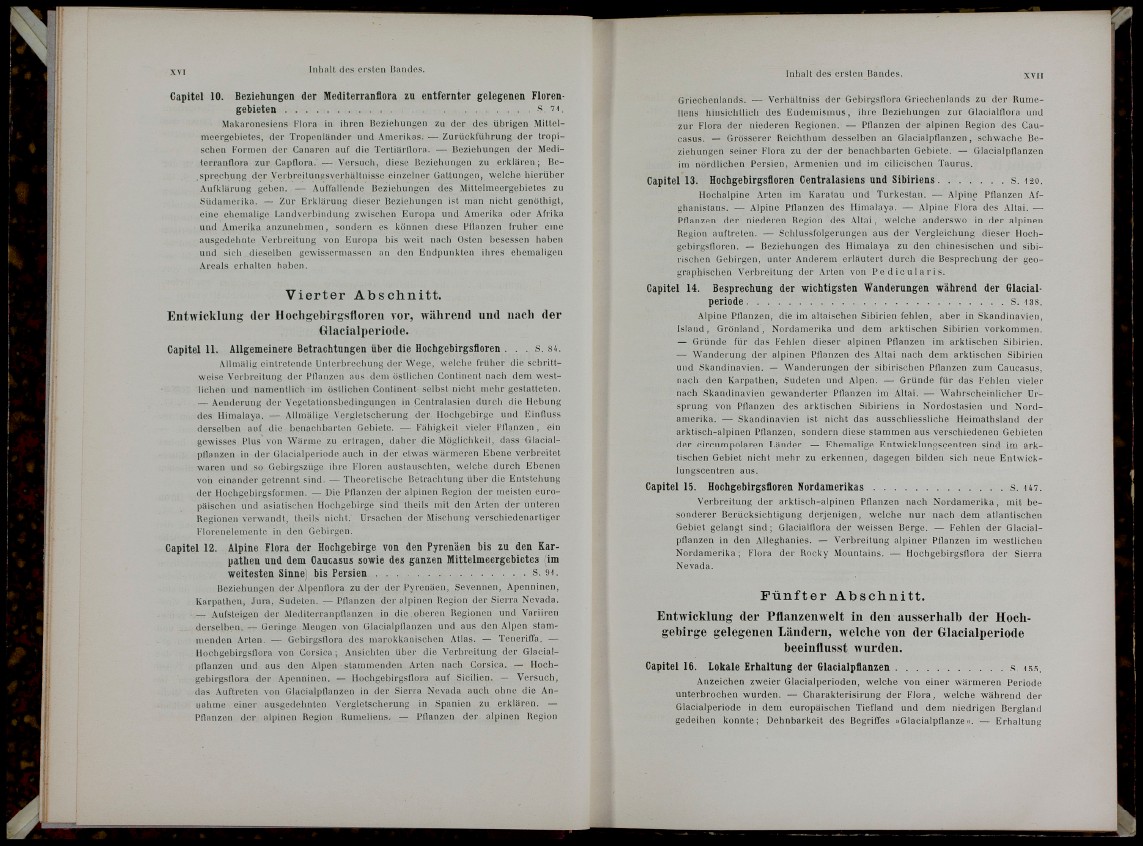 XVI
Inhalt des ersten Bandes.
Capitel 10. Beziehungen der Mediterranflora zu entfernter gelegenen Floren-
gebieten . . . . . . . . . . . . . . . . . . . . . . . . S. 71.
Makaronesiens Flora in ihren Beziehungen zu der des übrigen Mittel-
meergebietes, der Tropenländer und Amerikas. — Zurückführung der tropi-
schen Formen der Canaren auf die Tertiärflora. — Beziehungen der Medi-
terranflora zur Capflora. — Versuch, diese Beziehungen zu erklären; Be-
sprechung der Verbreitungsverhältnisse einzelner Gattungen, welche hierüber
Aufklärung geben. — Auffallende Beziehungen des Mittelmeergebietes zu
Südamerika. — Zur Erklärung dieser Beziehungen ist man nicht genöthigt,
eine ehemalige Landverbindung zwischen Europa und Amerika oder Afrika
und Amerika anzunehmen, sondern es können diese Pflanzen früher eine
ausgedehnte Verbreitung von Europa bis weit nach Osten besessen haben
und sich dieselben gewissermassen an den Endpunkten ihres ehemaligen
Areals erhalten haben.
Vierter Abschnitt.
Entwicklung der Hochgebirgsfloren vor, während und nach der
Glacialperiode.
Capitel 11. Allgemeinere Betrachtungen über die Hochgebirgsfloren . . . S. 84.
Allmälig eintretende Unterbrechung der Wege, welche früher die schritt-
weise Verbreitung der Pflanzen aus dem östlichen Continent nach dem west-
lichen und namentlich im östlichen Continent selbst nicht mehr gestatteten.
— Aenderung der Vegetationsbedingungen in Centralasien durch die Hebung
des Himalaya. — Allmälige Vergletscherung der Hochgebirge und Einfluss
derselben auf die benachbarten Gebiete. — Fähigkeit vieler Pflanzen, ein
gewisses Plus von Wärme zu ertragen, daher die Möglichkeit, dass Glacial-
pflanzen in der Glacialperiode auch in der etwas wärmeren Ebene verbreitet
waren und so Gebirgszüge ihre Floren austauschten, welche durch Ebenen
von einander getrennt sind. — Theoretische Betrachtung über die Entstehung
der Hochgebirgsformen. — Die Pflanzen der alpinen Region der meisten euro-
päischen und asiatischen Hochgebirge sind theils mit den Arten der unteren
Regionen verwandt, theils nicht. Ursachen der Mischung verschiedenartiger
Florenelemente in den Gebirgen.
Capitel 12. Alpine Flora der Hochgebirge von den Pyrenäen bis zu den Kar-
pathen und dem Caucasus sowie des ganzen Mittelmeergebietes (im
weitesten Sinne) bis Persien . . . . . . . . . . . . . . . S. 91.
Beziehungen der Alpenflora zu der der Pyrenäen, Sevennen, Apenninen,
Karpathen, Jura, Sudeten. — Pflanzen der alpinen Region der Sierra Nevada.
— Aufsteigen der Mediterranpflanzen in die oberen Regionen und Variiren
derselben. — Geringe Mengen von Glacialpflanzen und aus den Alpen stam-
menden Arten. — Gebirgsflora des marokkanischen Atlas. — Teneriffa. —
Hochgebirgsflora von Corsica; Ansichten über die Verbreitung der Glacial-
pflanzen und aus den Alpen stammenden Arten nach Corsica. — Hoch-
gebirgsflora der Apenninen. — Hochgebirgsflora auf Sicilien. — Versuch,
das Auftreten von Glacialpflanzen in der Sierra Nevada auch ohne die An-
nahme einer ausgedehnten Vergletscherung in Spanien zu erklären. —
Pflanzen der alpinen Region Rumeliens. — Pflanzen der alpinen Region
Inhalt des ersten Bandes.
XVII
Griechenlands. — Verhältniss der Gebirgsflora Griechenlands zu der Rume-
liens hinsichtlich des Endemismus, ihre Beziehungen zur Glacialflora und
zur Flora der niederen Regionen. — Pflanzen der alpinen Region des Cau-
casus. — Grösserer Reichthum desselben an Glacialpflanzen, schwache Be-
ziehungen seiner Flora zu der der benachbarten Gebiete. — Glacialpflanzen
im nördlichen Persien, Armenien und im cilicischen Taurus.
Capitel 13. Hochgebirgsfloren Centralasiens und Sibiriens . . . . . . . S. 120.
Hochalpine Arten im Karatau und Turkestan. — Alpine Pflanzen Af-
ghanistans. — Alpine Pflanzen des Himalaya. — Alpine Flora des Altai. —
Pflanzen der niederen Region des Altai, welche anderswo in der alpinen
Region auftreten. — Schlussfolgerungen aus der Vergleichung dieser Hoch-
gebirgsfloren. — Beziehungen des Himalaya zu den chinesischen und sibi-
rischen Gebirgen, unter Anderem erläutert durch die Besprechung der geo-
graphischen Verbreitung der Arten von Pedicularis.
Capitel 14. Besprechung der wichtigsten Wanderungen während der Glacial-
periode . . . . . . . . . . . . . . . . . . . . . . . . . S. 138.
Alpine Pflanzen, die im altaischen Sibirien fehlen, aber in Skandinavien,
Island, Grönland, Nordamerika und dem arktischen Sibirien vorkommen.
— Gründe für das Fehlen dieser alpinen Pflanzen im arktischen Sibirien.
— Wanderung der alpinen Pflanzen des Altai nach dem arktischen Sibirien
und Skandinavien. — Wanderungen der sibirischen Pflanzen zum Caucasus,
nach den Karpathen, Sudeten und Alpen. — Gründe für das Fehlen vieler
nach Skandinavien gewanderter Pflanzen im Altai. — Wahrscheinlicher Ur-
sprung von Pflanzen des arktischen Sibiriens in Nordostasien und Nord-
amerika. — Skandinavien ist nicht das ausschliessliche Heimathsland der
arktisch-alpinen Pflanzen, sondern diese stammen aus verschiedenen Gebieten
der circumpolaren Länder. — Ehemalige Entwicklungscentren sind im ark-
tischen Gebiet nicht mehr zu erkennen, dagegen bilden sich neue Entwick-
lungscentren aus.
Capitel 15. Hochgebirgsfloren Nordamerikas . . . . . . . . . . . . . S. 147.
Verbreitung der arktisch-alpinen Pflanzen nach Nordamerika, mit be-
sonderer Berücksichtigung derjenigen, welche nur nach dem atlantischen
Gebiet gelangt sind; Glacialflora der weissen Berge. — Fehlen der Glacial-
pflanzen in den Alleghanies. — Verbreitung alpiner Pflanzen im westlichen
Nordamerika; Flora der Rocky Mountains. — Hochgebirgsflora der Sierra
Nevada.
Fünfter Abschnitt.
Entwicklung der Pflanzenwelt in den ausserhalb der Hoch-
gebirge gelegenen Ländern, welche von der Glacialperiode
beeinflusst wurden.
Capitel 16. Lokale Erhaltung der Glacialpflanzen . . . . . . . . . . . S. 155.
Anzeichen zweier Glacialperioden, welche von einer wärmeren Periode
unterbrochen wurden. — Charakterisirung der Flora, welche während der
Glacialperiode in dem europäischen Tiefland und dem niedrigen Bergland
gedeihen konnte; Dehnbarkeit des Begriffes »Glacialpflanze«. — Erhaltung